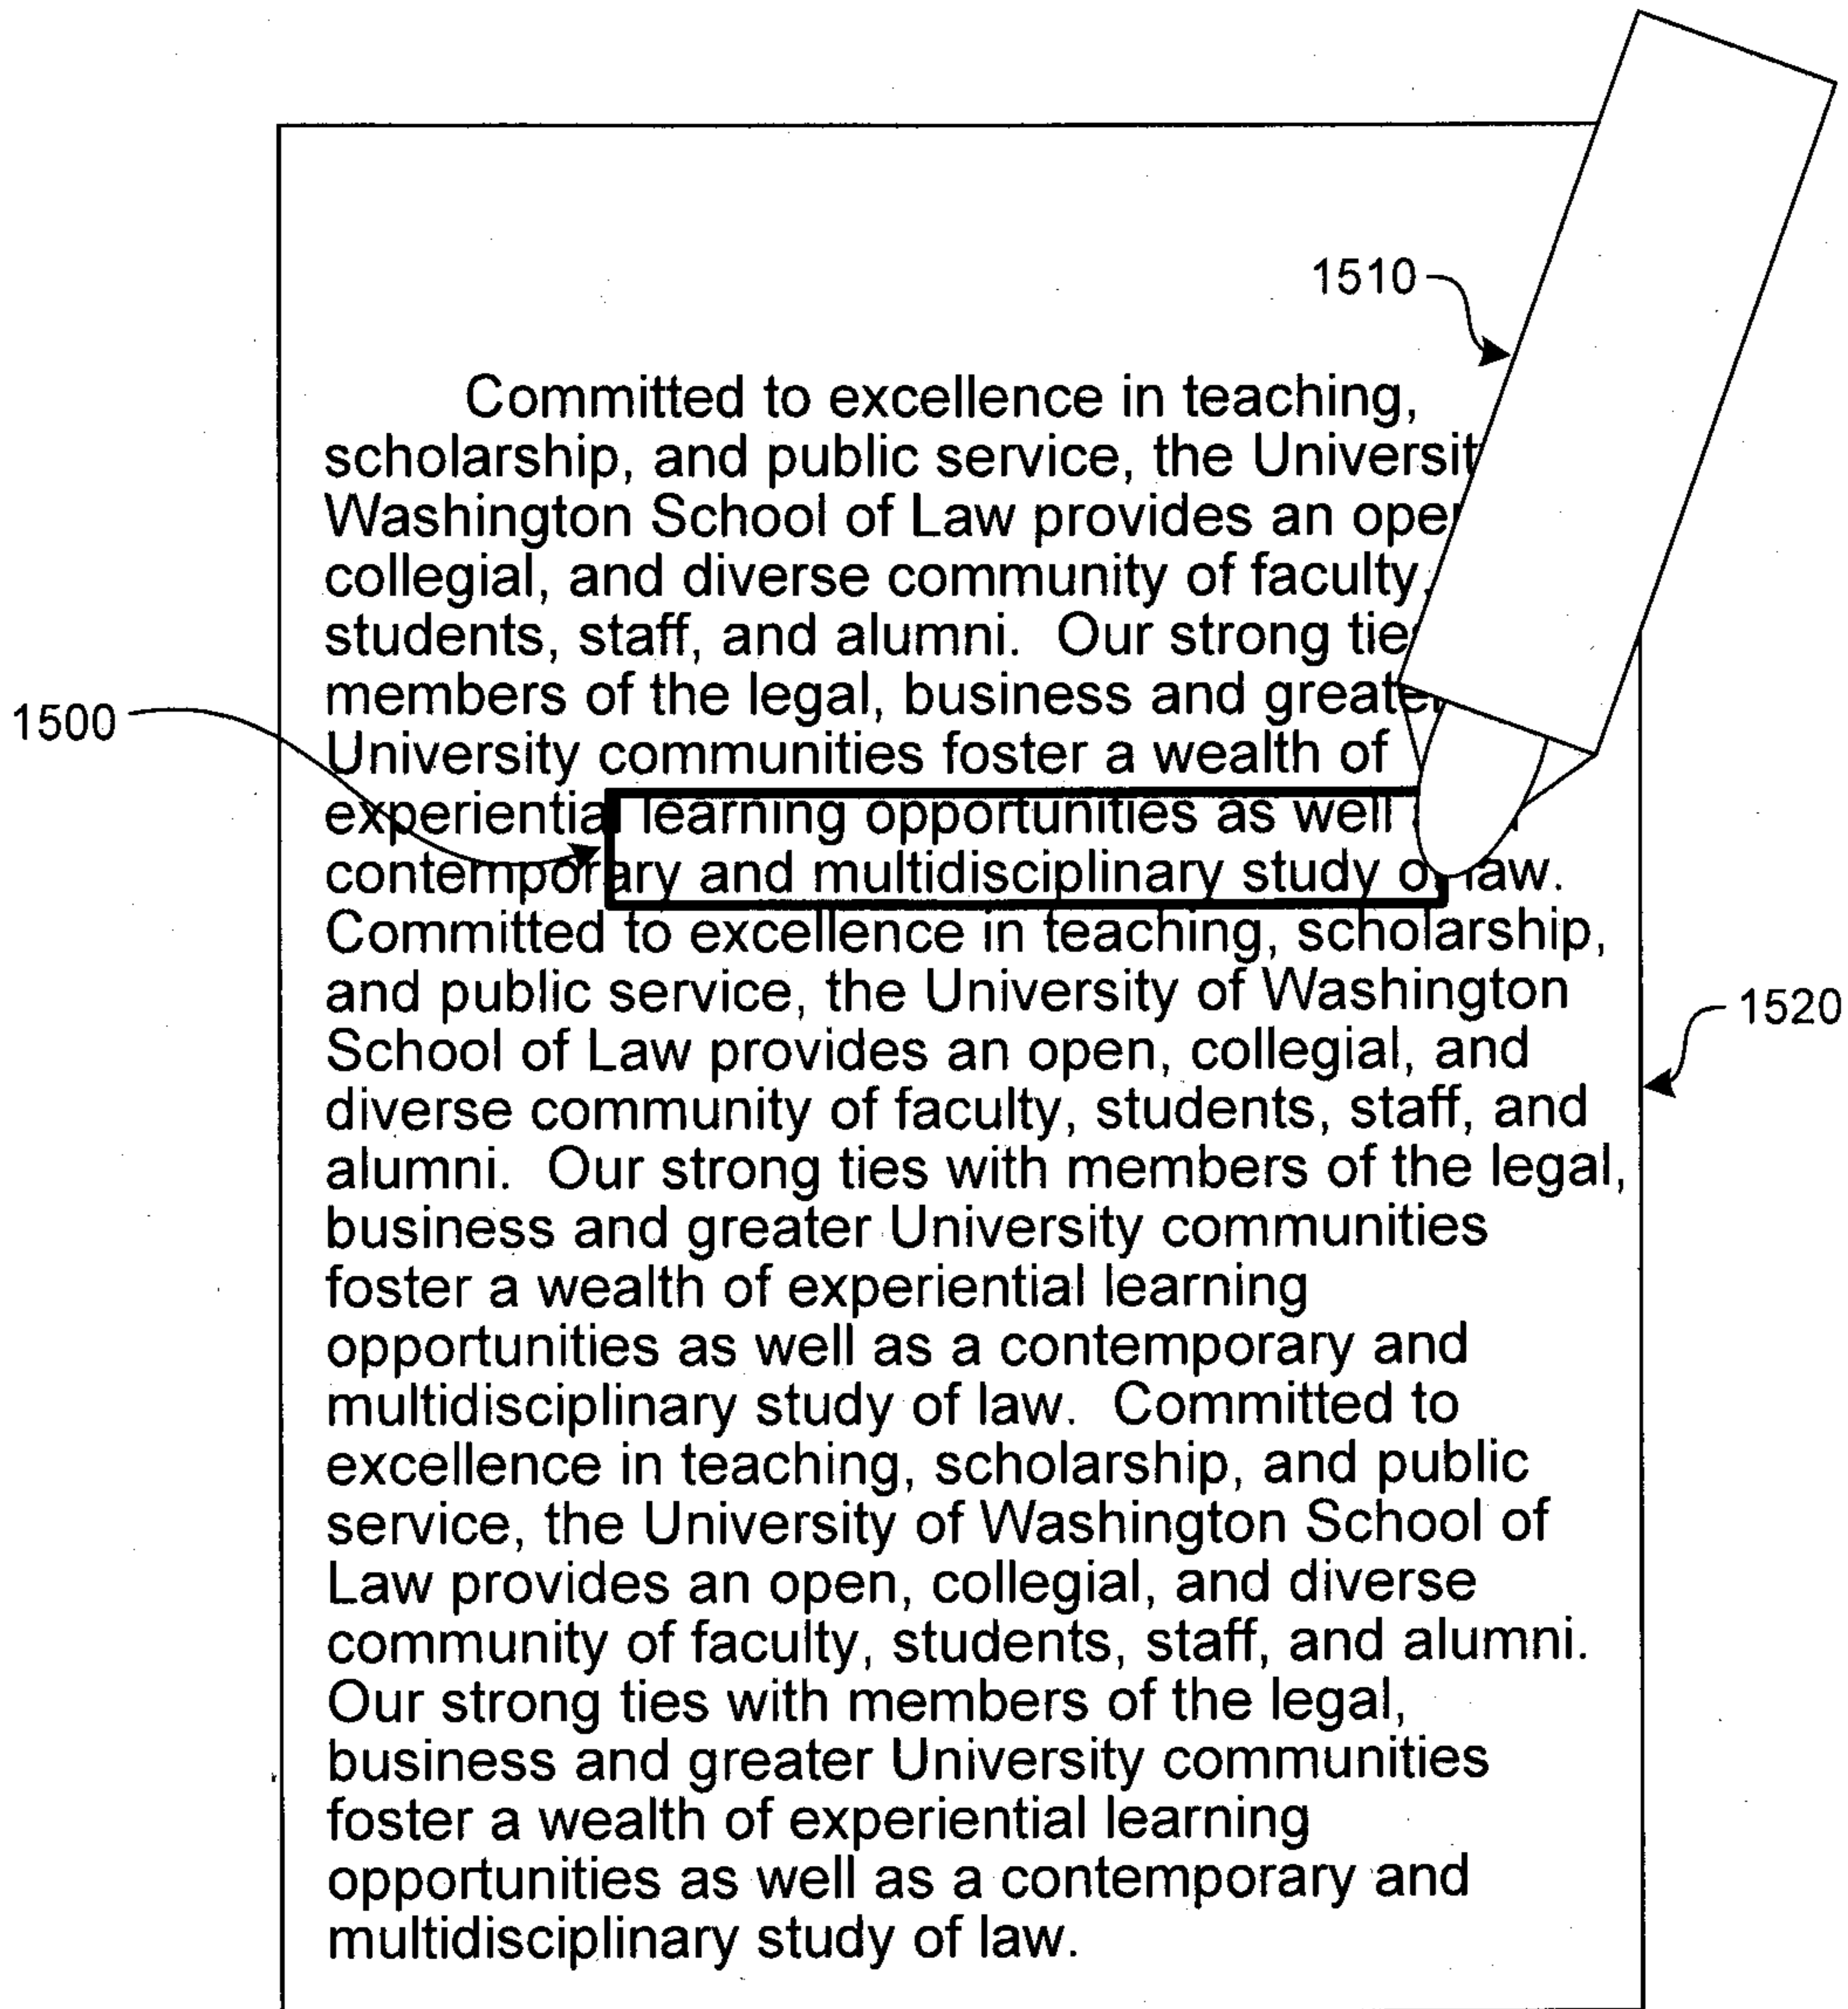 1510
Committed to excellence in teaching,
scholarship, and public service, the Universit
Washington School of Law provides an ope
collegial, and diverse community of faculty,
students, staff, and alumni. Our strong tie
members of the legal, business and greater
1500
University communities foster a wealth of
experiential learning opportunities as well
contemporary and multidisciplinary study of law.
Committed to excellence in teaching, scholarship,
and public service, the University of Washington
1520
School of Law provides an open, collegial, and
diverse community of faculty, students, staff, and
alumni. Our strong ties with members of the legal,
business and greater University communities
foster a wealth of experiential learning
opportunities as well as a contemporary and
multidisciplinary study of law. Committed to
excellence in teaching, scholarship, and public
service, the University of Washington School of
Law provides an open, collegial, and diverse
community of faculty, students, staff, and alumni.
Our strong ties with members of the legal,
business and greater University communities
foster a wealth of experiential learning
opportunities as well as a contemporary and
multidisciplinary study of law.